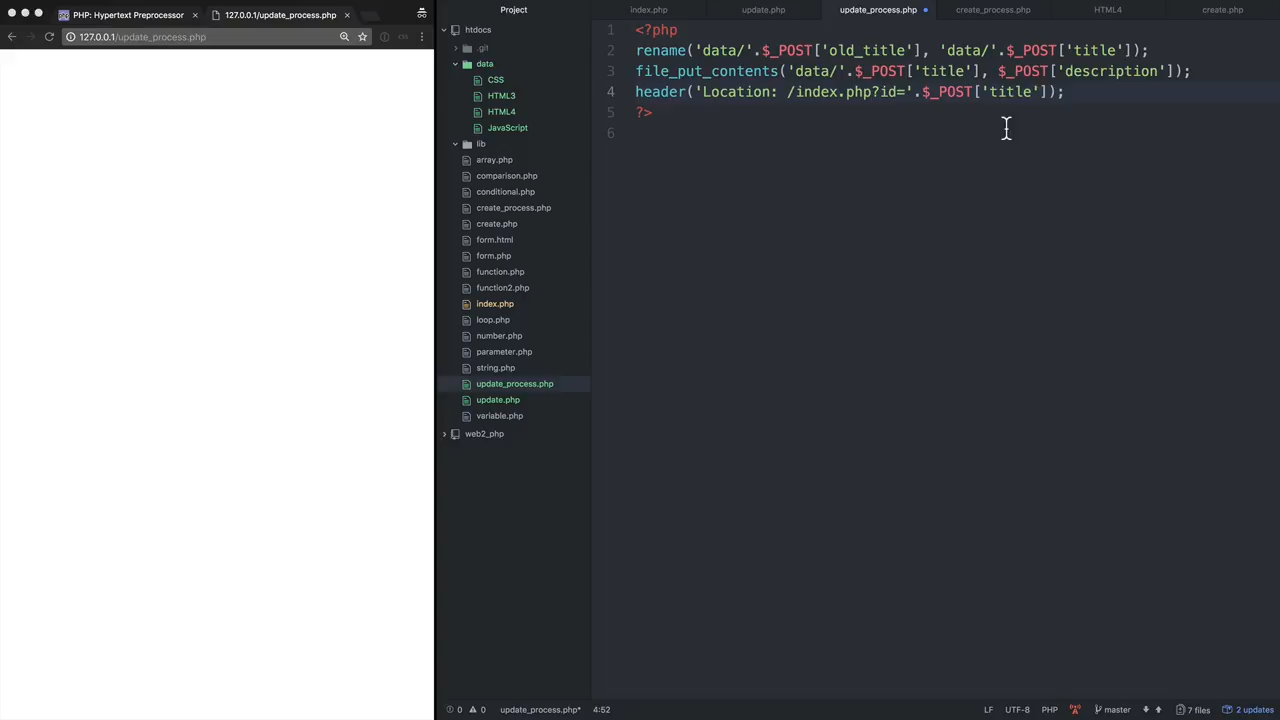 PHP: Hypertext Preprocessor
127.0.0.1/update_process.php
127.0.0.1/update_process.php
Project
htdocs
.git
data
CSS
HTML3
HTML4
JavaScript
lib
array.php
comparison.php
conditional.php
create_process.php
create.php
form.html
form.php
function.php
function2.php
index.php
loop.php
number.php
parameter.php
string.php
update_process.php
update.php
variable.php
web2_php
index.php
update.php
update_process.php
create_process.php
HTML4
create.php
1 <?php
2 rename('data/'.$_POST['old_title'], 'data/'.$_POST['title']);
3 file_put_contents('data/'.$_POST['title'], $_POST['description']);
4 header('Location: /index.php?id='.$_POST['title']);
5 ?>
6
0 0 update_process.php* 4:52
LF UTF-8 PHP master 7 files 2 updates